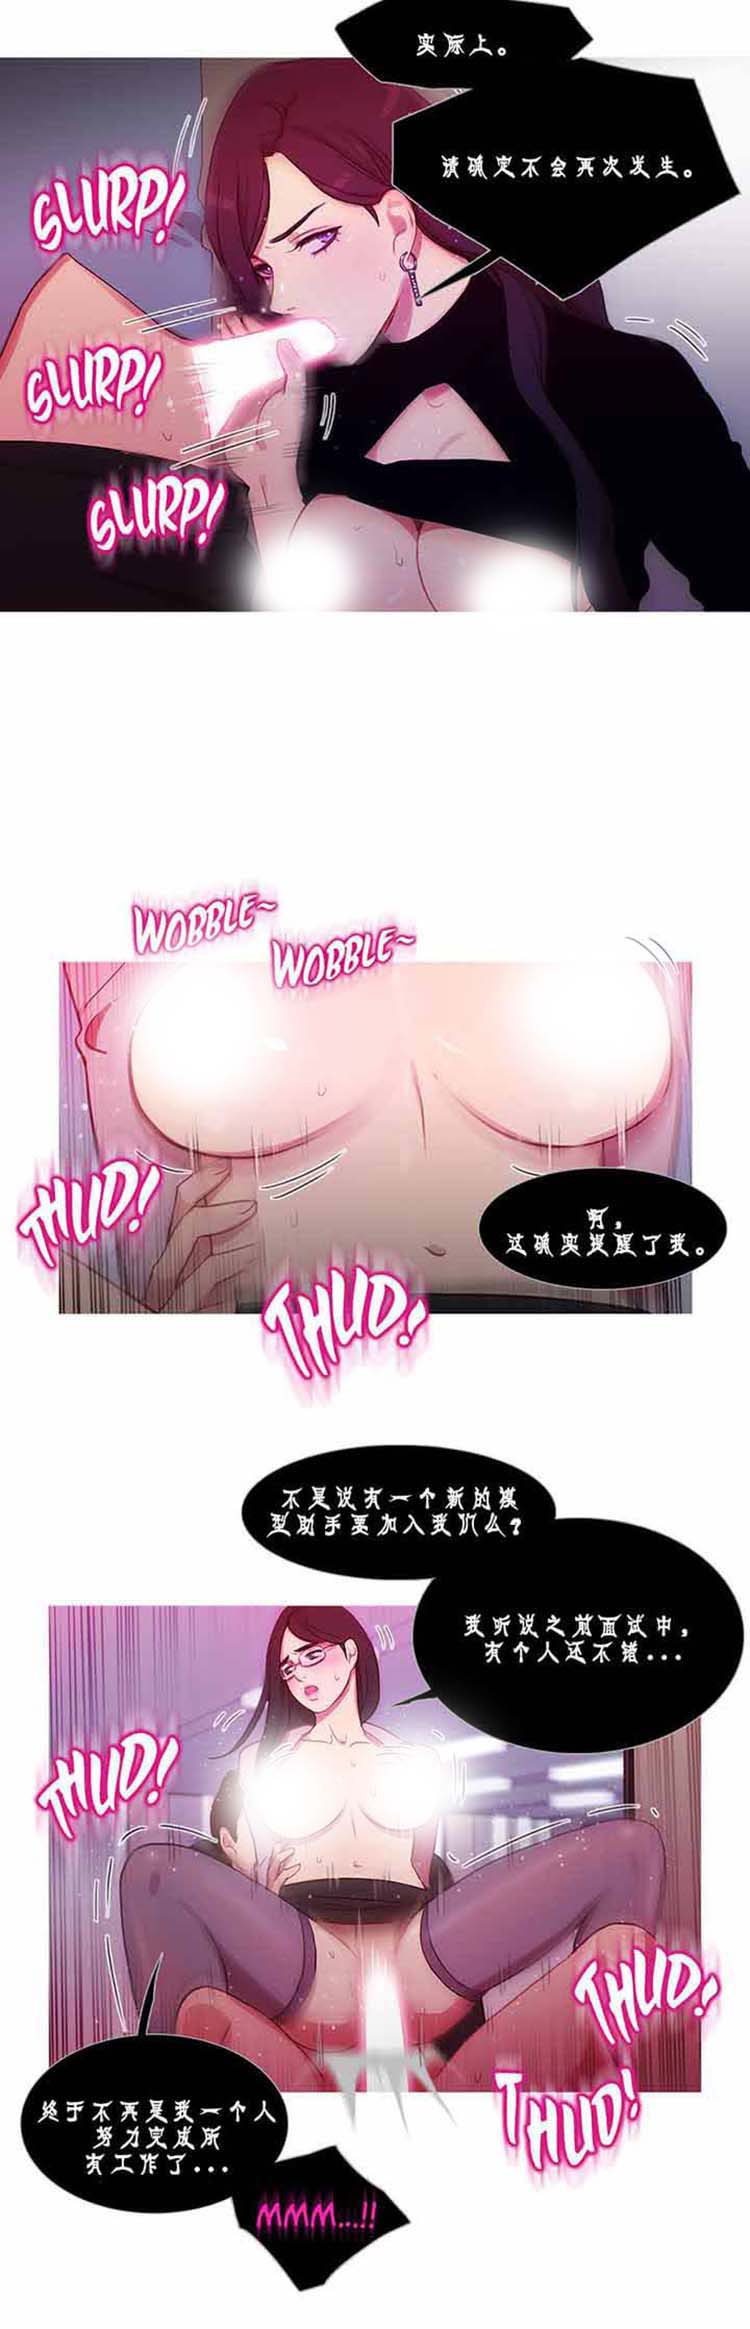 实际上。
请确定不会再次发生。
SLURP!
SLURP!
SLURP!
WOBBLE~
WOBBLE~
THUD!
啊，
这确实提醒了我。
THUD!
不是说有一个新的模
型助手要加入我们么？
我听说之前面试中，
有个人还不错...
THUD!
THUD!
THUD!
终于不再是我一个人
努力完成所
有工作了...
MMM...!!